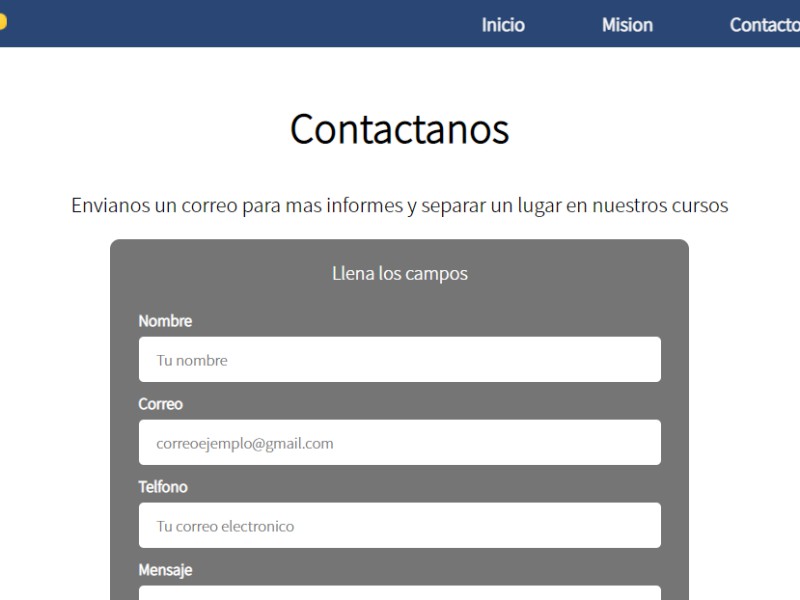 Inicio Mision Contacto
Contactanos
Envianos un correo para mas informes y separar un lugar en nuestros cursos
Llena los campos
Nombre
Tu nombre
Correo
correoejemplo@gmail.com
Telfono
Tu correo electronico
Mensaje